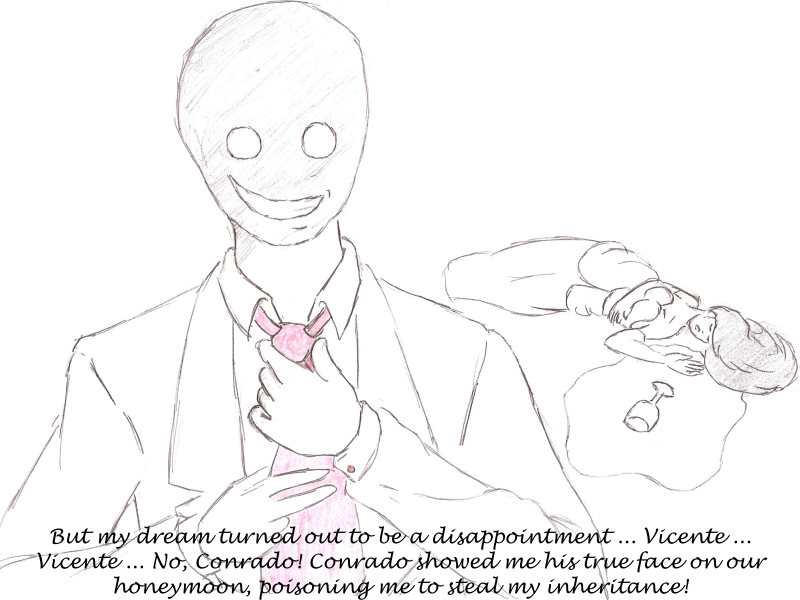 But my dream turned out to be a disappointment ... Vicente ...
Vicente ... No, Conrado! Conrado showed me his true face on our
honeymoon, poisoning me to steal my inheritance!